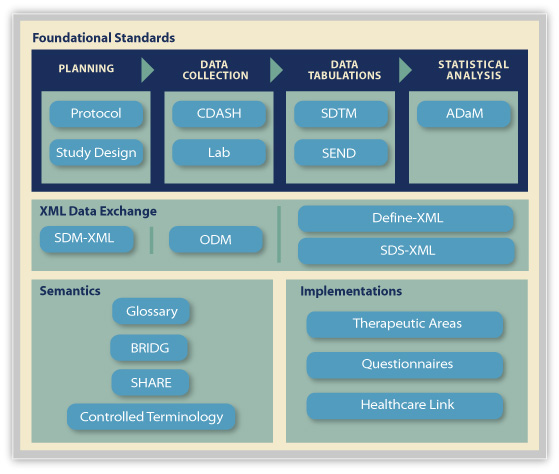 Foundational Standards
PLANNING
DATA
COLLECTION
DATA
TABULATIONS
STATISTICAL
ANALYSIS
Protocol
Study Design
CDASH
Lab
SDTM
SEND
ADaM
XML Data Exchange
SDM-XML
ODM
Define-XML
SDS-XML
Semantics
Glossary
BRIDG
SHARE
Controlled Terminology
Implementations
Therapeutic Areas
Questionnaires
Healthcare Link